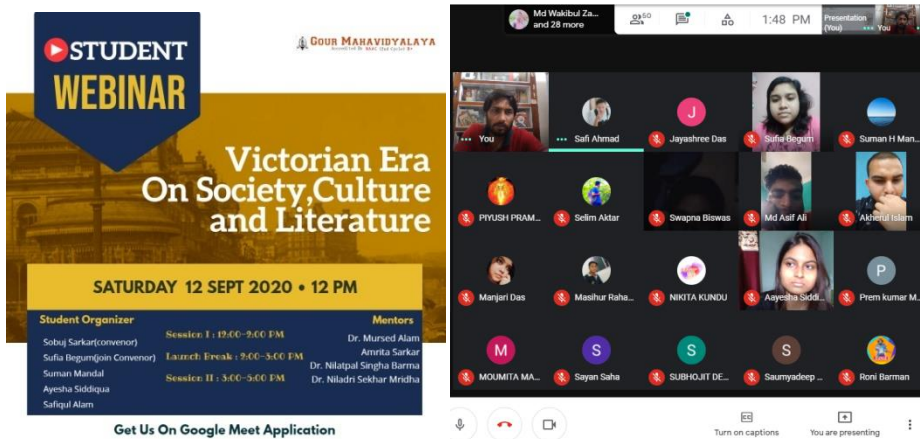 STUDENT
WEBINAR
GOUR MAHAVIDYALAYA
Victorian Era
On Society,Culture
and Literature
SATURDAY 12 SEPT 2020 • 12 PM
Student Organizer
Sobuj Sarkar(convenor)
Sufia Begum(join Convenor)
Suman Mandal
Ayesha Siddiqua
Safiqul Alam
Session I : 12:00-2:00 PM
Launch Break : 2:00-3:00 PM
Session II : 3:00-5:00 PM
Mentors
Dr. Mursed Alam
Amrita Sarkar
Dr. Nilatpal Singha Barma
Dr. Niladri Sekhar Mridha
Get Us On Google Meet Application
Md Wakibul Za...
and 28 more
50
1:48 PM
Presentation
(You)
You
You
Safi Ahmad
Jayashree Das
Sufia Begum
Suman H Man...
PIYUSH PRAM...
Selim Aktar
Swapna Biswas
Md Asif Ali
Akherul Islam
Manjari Das
Masihur Raha...
NIKITA KUNDU
Aayesha Siddi...
Prem kumar M...
MOUMITA MA...
Sayan Saha
SUBHOJIT DE...
Saumyadeep ...
Roni Barman
J
P
M
S
S
S
Turn on captions
You are presenting